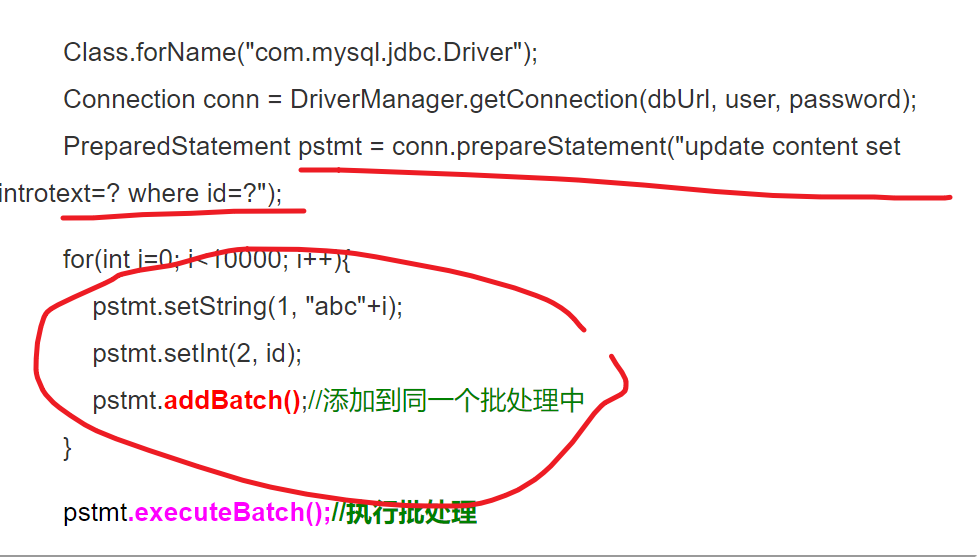 Class.forName("com.mysql.jdbc.Driver");
Connection conn = DriverManager.getConnection(dbUrl, user, password);
PreparedStatement pstmt = conn.prepareStatement("update content set
introtext=? where id=?");
for(int i=0; i<10000; i++){
pstmt.setString(1, "abc"+i);
pstmt.setInt(2, id);
pstmt.addBatch();//添加到同一个批处理中
}
pstmt.executeBatch();//执行批处理